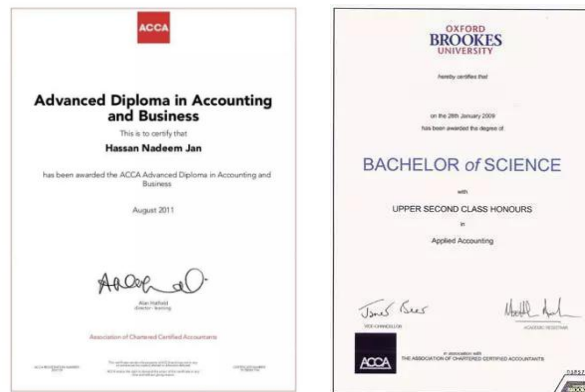 ACCA
Advanced Diploma in Accounting
and Business
This is to certify that
Hassan Nadeem Jan
has been awarded the ACCA Advanced Diploma in Accounting and
Business
August 2011
Alan Hatfield
director - learning
Association of Chartered Certified Accountants
OXFORD
BROOKES
UNIVERSITY
hereby certifies that
on the 28th January 2009
has been awarded the degree of
BACHELOR of SCIENCE
with
UPPER SECOND CLASS HONOURS
in
Applied Accounting
VICE-CHANCELLOR
ACADEMIC REGISTRAR
ACCA
in association with
THE ASSOCIATION OF CHARTERED CERTIFIED ACCOUNTANTS